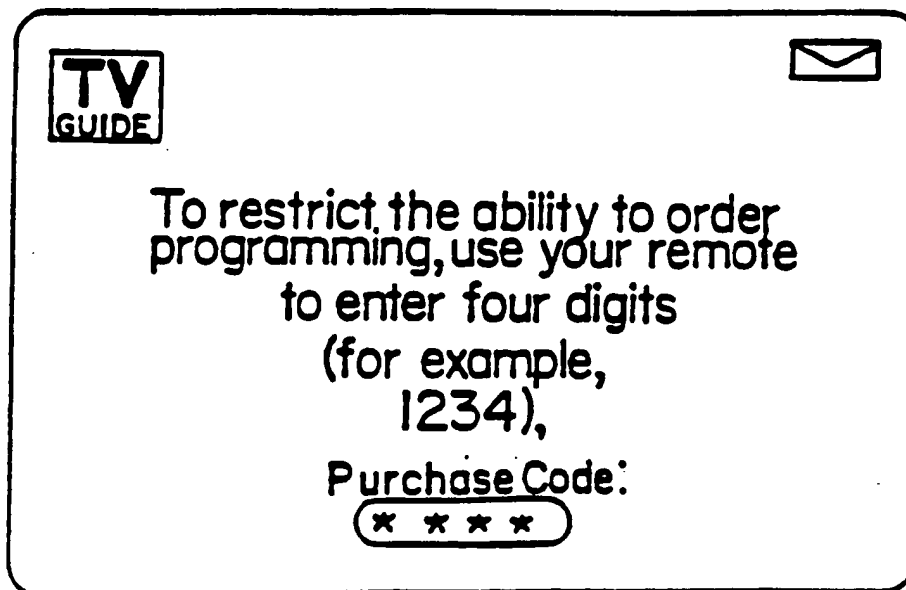 TV
GUIDE
To restrict the ability to order
programming, use your remote
to enter four digits
(for example,
1234),
Purchase Code:
* * * *